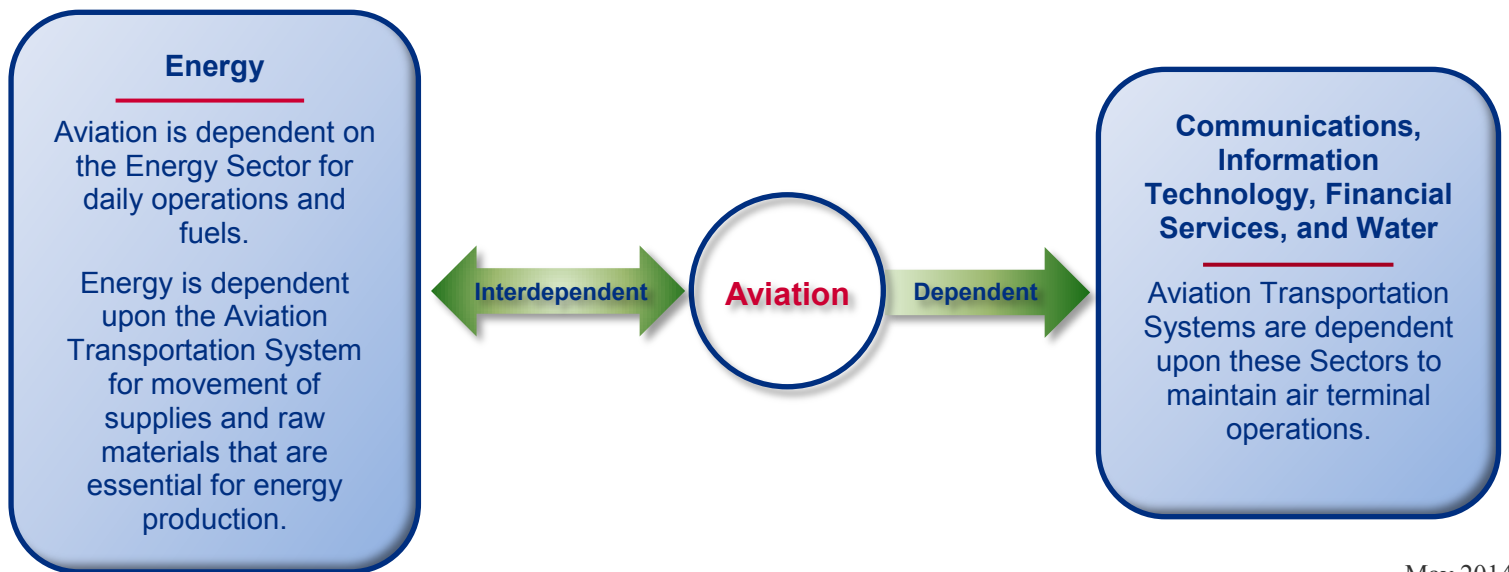 Energy
Aviation is dependent on
the Energy Sector for
daily operations and
fuels.
Energy is dependent
upon the Aviation
Transportation System
for movement of
supplies and raw
materials that are
essential for energy
production.
Interdependent
Aviation
Dependent
Communications,
Information
Technology, Financial
Services, and Water
Aviation Transportation
Systems are dependent
upon these Sectors to
maintain air terminal
operations.
May 2014